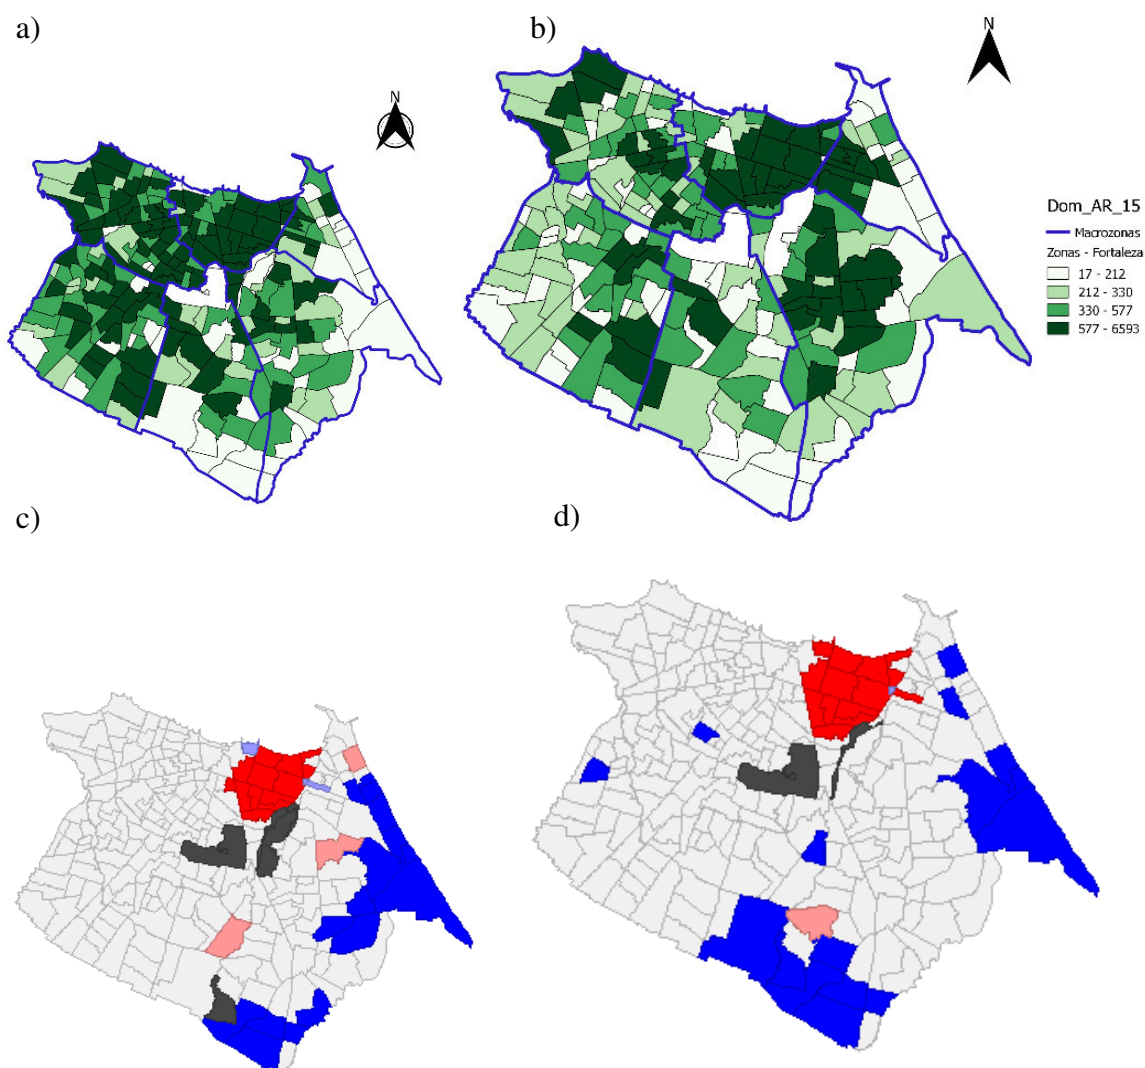 a)
b)
N
N
Dom_AR_15
Macrozonas
Zonas - Fortaleza
17 - 212
212 - 330
330 - 577
577 - 6593
c)
d)